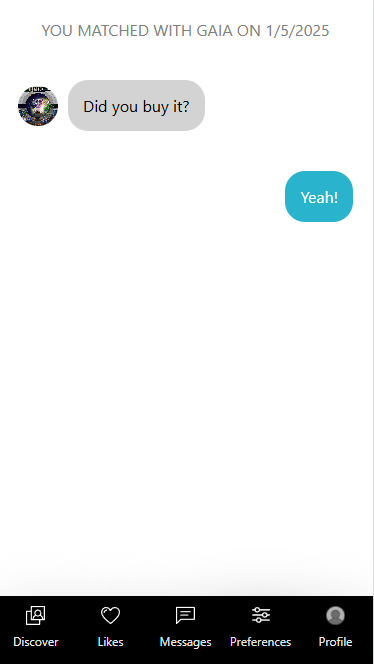 YOU MATCHED WITH GAIA ON 1/5/2025
Did you buy it?
Yeah!
Discover
Likes
Messages
Preferences
Profile